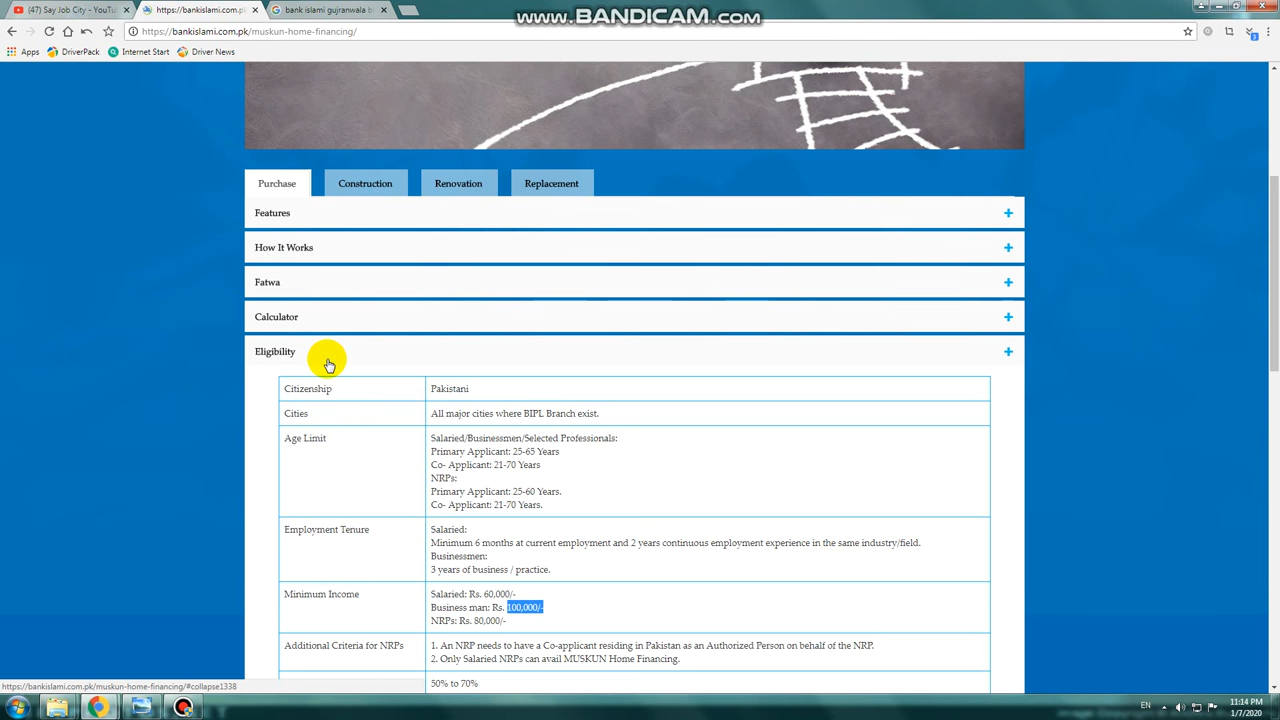 (47) Say Job City - YouT
https://bankislami.com.pk/
bank islami gujranwala b
www.BANDICAM.com
https://bankislami.com.pk/muskun-home-financing/
Apps
DriverPack
Internet Start
Driver News
Purchase
Construction
Renovation
Replacement
Features
How It Works
Fatwa
Calculator
Eligibility
Citizenship
Pakistani
Cities
All major cities where BIPL Branch exist.
Age Limit
Salaried/Businessmen/Selected Professionals:
Primary Applicant: 25-65 Years
Co- Applicant: 21-70 Years
NRPs:
Primary Applicant: 25-60 Years.
Co- Applicant: 21-70 Years.
Employment Tenure
Salaried:
Minimum 6 months at current employment and 2 years continuous employment experience in the same industry/field.
Businessmen:
3 years of business / practice.
Minimum Income
Salaried: Rs. 60,000/-
Business man: Rs. 100,000/-
NRPs: Rs. 80,000/-
Additional Criteria for NRPs
1. An NRP needs to have a Co-applicant residing in Pakistan as an Authorized Person on behalf of the NRP.
2. Only Salaried NRPs can avail MUSKUN Home Financing.
50% to 70%
https://bankislami.com.pk/muskun-home-financing/#collapse1338
EN
11:14 PM
1/7/2020